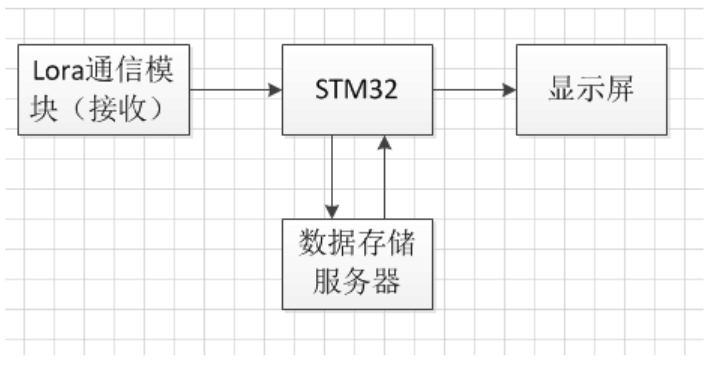 Lora通信模
块（接收）
STM32
显示屏
数据存储
服务器